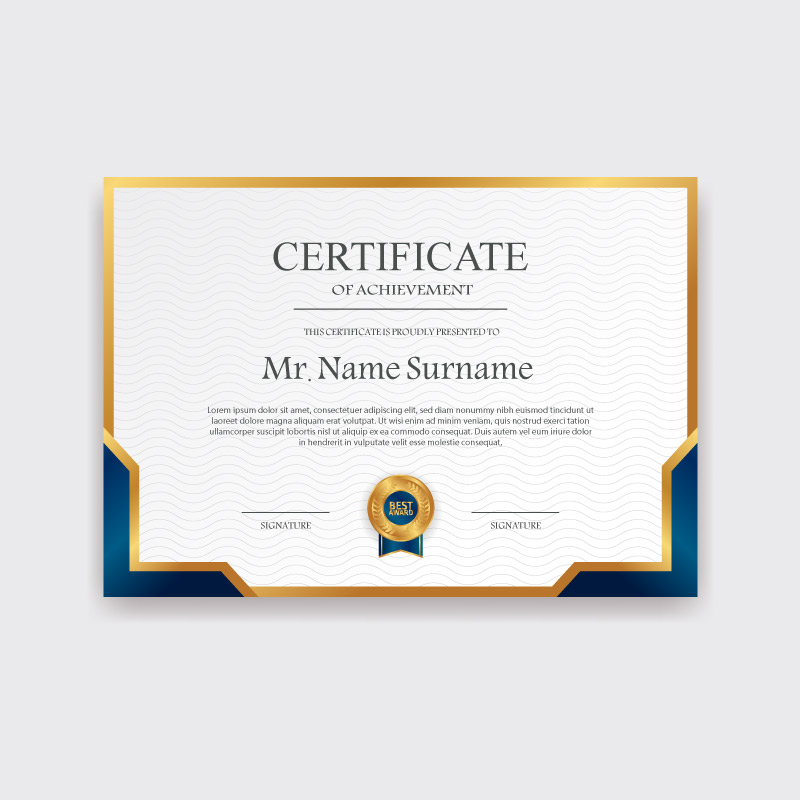 CERTIFICATE
OF ACHIEVEMENT
THIS CERTIFICATE IS PROUDLY PRESENTED TO
Mr. Name Surname
Lorem ipsum dolor sit amet, consectetuer adipiscing elit, sed diam nonummy nibh euismod tincidunt ut
laoreet dolore magna aliquam erat volutpat. Ut wisi enim ad minim veniam, quis nostrud exerci tation
ullamcorper suscipit lobortis nisl ut aliquip ex ea commodo consequat. Duis autem vel eum iriure dolor
in hendrerit in vulputate velit esse molestie consequat,
BEST
AWARD
SIGNATURE
SIGNATURE